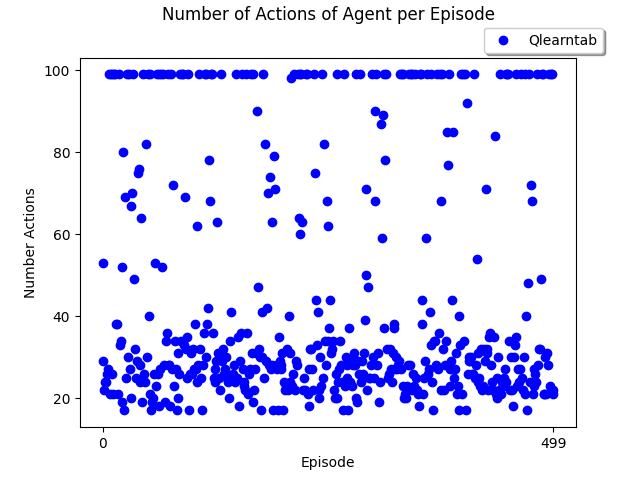 Number of Actions of Agent per Episode
Qlearntab
100
80
60
40
20
Number Actions
0
499
Episode